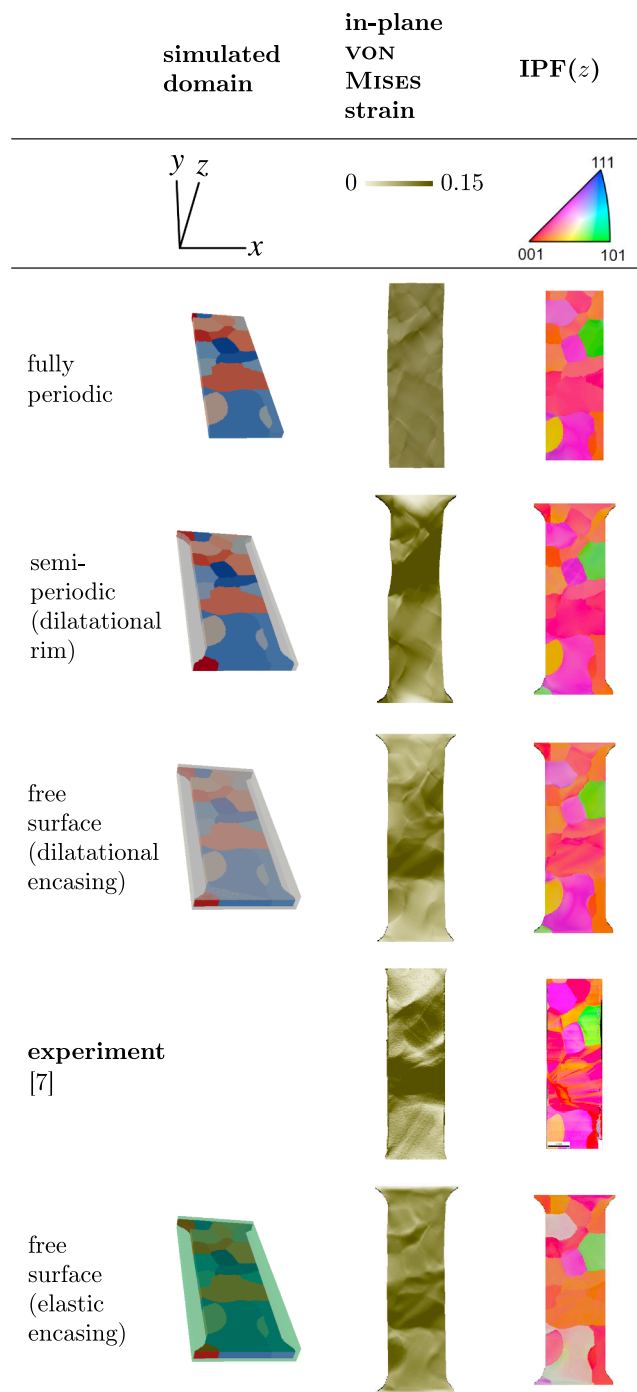 simulated
domain
in-plane
VON
MISES
strain
IPF(z)
y z
x
0 0.15
111
001 101
fully
periodic
semi-
periodic
(dilatational
rim)
free
surface
(dilatational
encasing)
experiment
[7]
free
surface
(elastic
encasing)